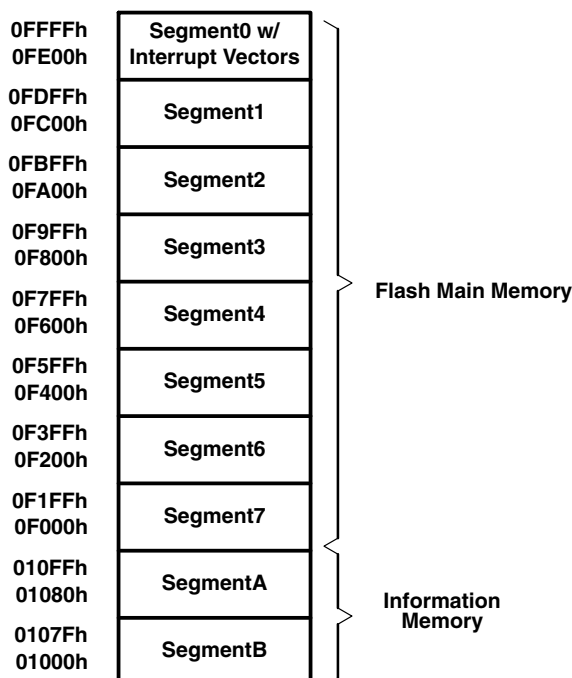 0FFFFh
0FE00h
Segment0 w/
Interrupt Vectors
0FDFFh
0FC00h
Segment1
0FBFFh
0FA00h
Segment2
0F9FFh
0F800h
Segment3
0F7FFh
0F600h
Segment4
0F5FFh
0F400h
Segment5
0F3FFh
0F200h
Segment6
0F1FFh
0F000h
Segment7
010FFh
01080h
SegmentA
0107Fh
01000h
SegmentB
Flash Main Memory
Information
Memory